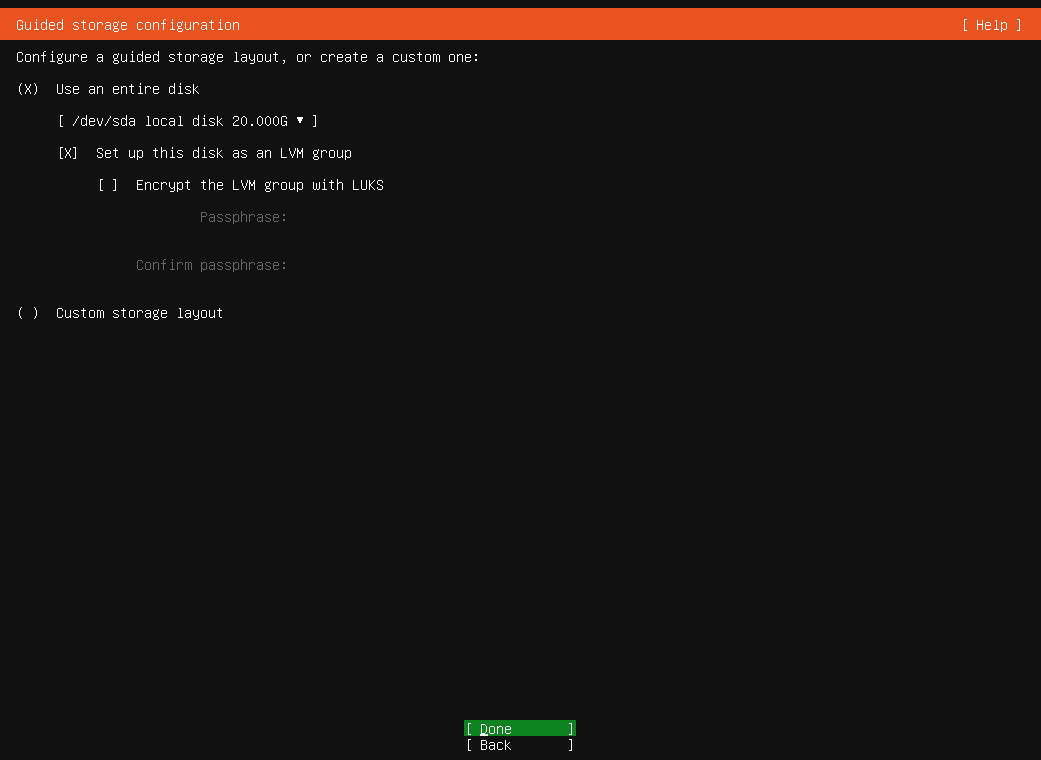 Guided storage configuration [ Help ]
Configure a guided storage layout, or create a custom one:
(X) Use an entire disk
[ /dev/sda local disk 20.000G ▾ ]
[X] Set up this disk as an LVM group
[ ] Encrypt the LVM group with LUKS
Passphrase:
Confirm passphrase:
( ) Custom storage layout
[ Done ]
[ Back ]